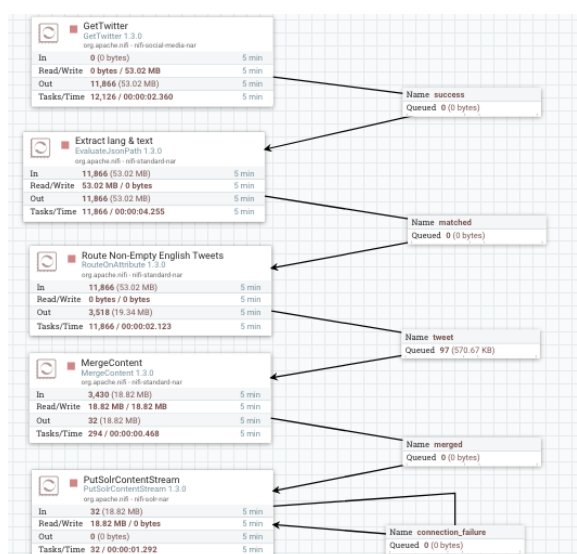 GetTwitter
GetTwitter 1.3.0
org.apache.nifi - nifi-social-media-nar
In 0 (0 bytes) 5 min
Read/Write 0 bytes / 53.02 MB 5 min
Out 11,866 (53.02 MB) 5 min
Tasks/Time 12,126 / 00:00:02.360 5 min
Name success
Queued 0 (0 bytes)
Extract lang & text
EvaluateJsonPath 1.3.0
org.apache.nifi - nifi-standard-nar
In 11,866 (53.02 MB) 5 min
Read/Write 53.02 MB / 0 bytes 5 min
Out 11,866 (53.02 MB) 5 min
Tasks/Time 11,866 / 00:00:04.255 5 min
Name matched
Queued 0 (0 bytes)
Route Non-Empty English Tweets
RouteOnAttribute 1.3.0
org.apache.nifi - nifi-standard-nar
In 11,866 (53.02 MB) 5 min
Read/Write 0 bytes / 0 bytes 5 min
Out 3,518 (19.34 MB) 5 min
Tasks/Time 11,866 / 00:00:02.123 5 min
Name tweet
Queued 97 (570.67 KB)
MergeContent
MergeContent 1.3.0
org.apache.nifi - nifi-standard-nar
In 3,430 (18.82 MB) 5 min
Read/Write 18.82 MB / 18.82 MB 5 min
Out 32 (18.82 MB) 5 min
Tasks/Time 294 / 00:00:00.468 5 min
Name merged
Queued 0 (0 bytes)
PutSolrContentStream
PutSolrContentStream 1.3.0
org.apache.nifi - nifi-solr-nar
In 32 (18.82 MB) 5 min
Read/Write 18.82 MB / 0 bytes 5 min
Out 0 (0 bytes) 5 min
Tasks/Time 32 / 00:00:01.292 5 min
Name connection_failure
Queued 0 (0 bytes)